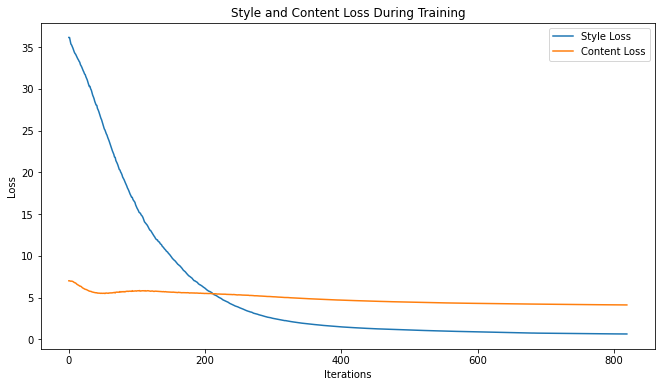 Style and Content Loss During Training
Style Loss
Content Loss
Loss
35
30
25
20
15
10
5
0
0 200 400 600 800
Iterations